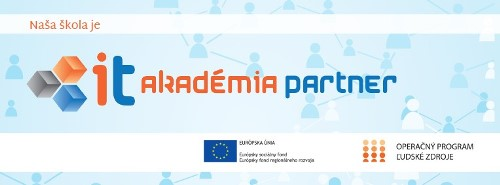 Naša škola je
it akadémia partner
EURÓPSKA ÚNIA
Európsky sociálny fond
Európsky fond regionálneho rozvoja
OPERAČNÝ PROGRAM
ĽUDSKÉ ZDROJE